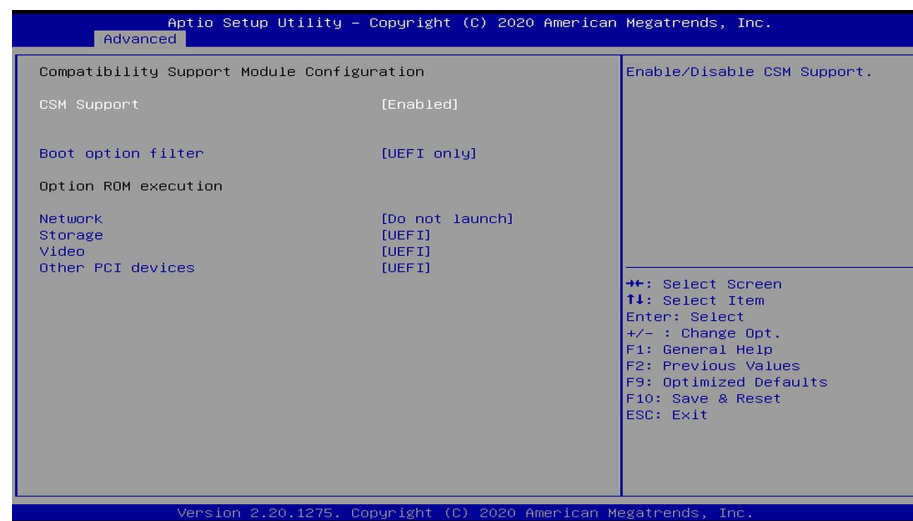 Aptio Setup Utility – Copyright (C) 2020 American Megatrends, Inc.
Advanced
Compatibility Support Module Configuration
CSM Support [Enabled]
Boot option filter [UEFI only]
Option ROM execution
Network [Do not launch]
Storage [UEFI]
Video [UEFI]
Other PCI devices [UEFI]
Enable/Disable CSM Support.
→←: Select Screen
↑↓: Select Item
Enter: Select
+/- : Change Opt.
F1: General Help
F2: Previous Values
F9: Optimized Defaults
F10: Save & Reset
ESC: Exit
Version 2.20.1275. Copyright (C) 2020 American Megatrends, Inc.